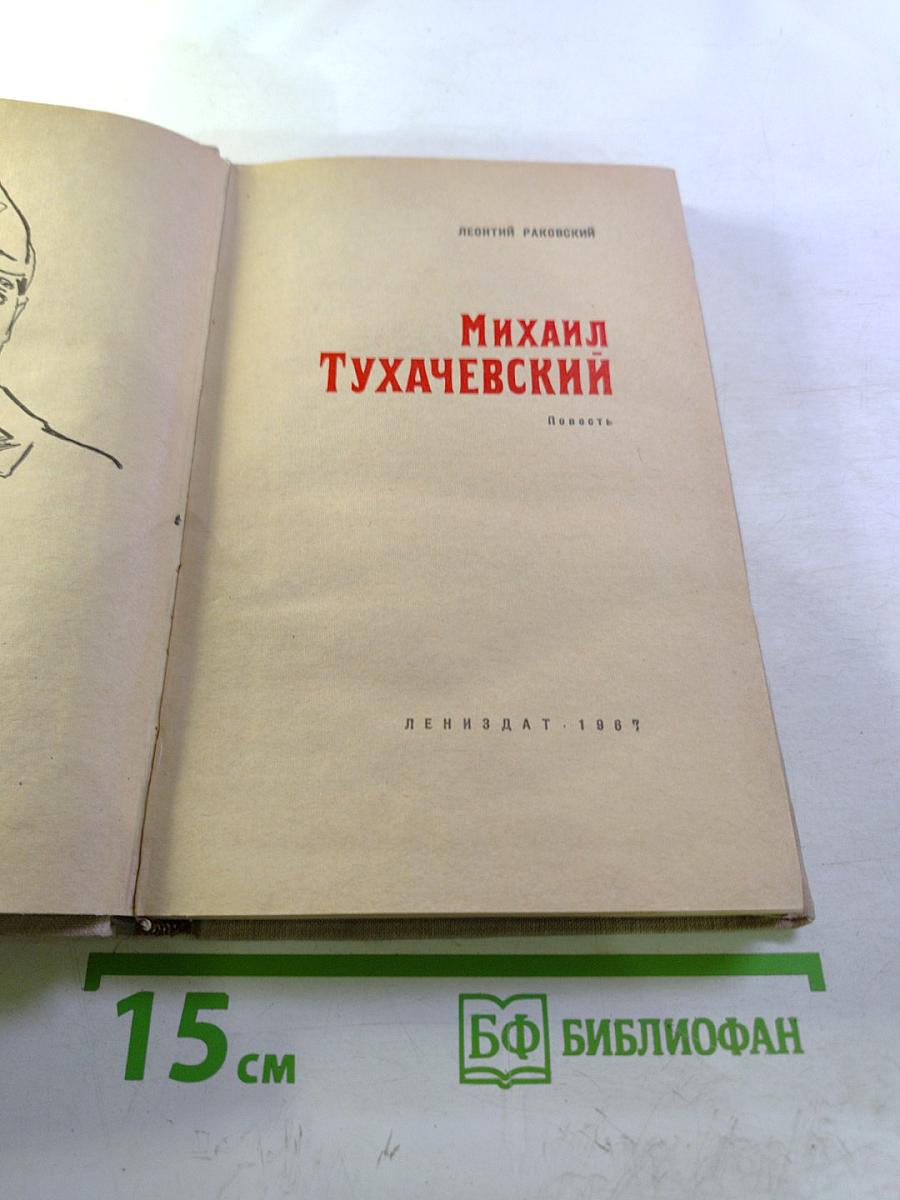 ЛЕОНТИЙ РАКОВСКИЙ
МИХАИЛ
ТУХАЧЕВСКИЙ
Повесть
ЛЕНИЗДАТ · 1967
15 см
БФ БИБЛИОФАН